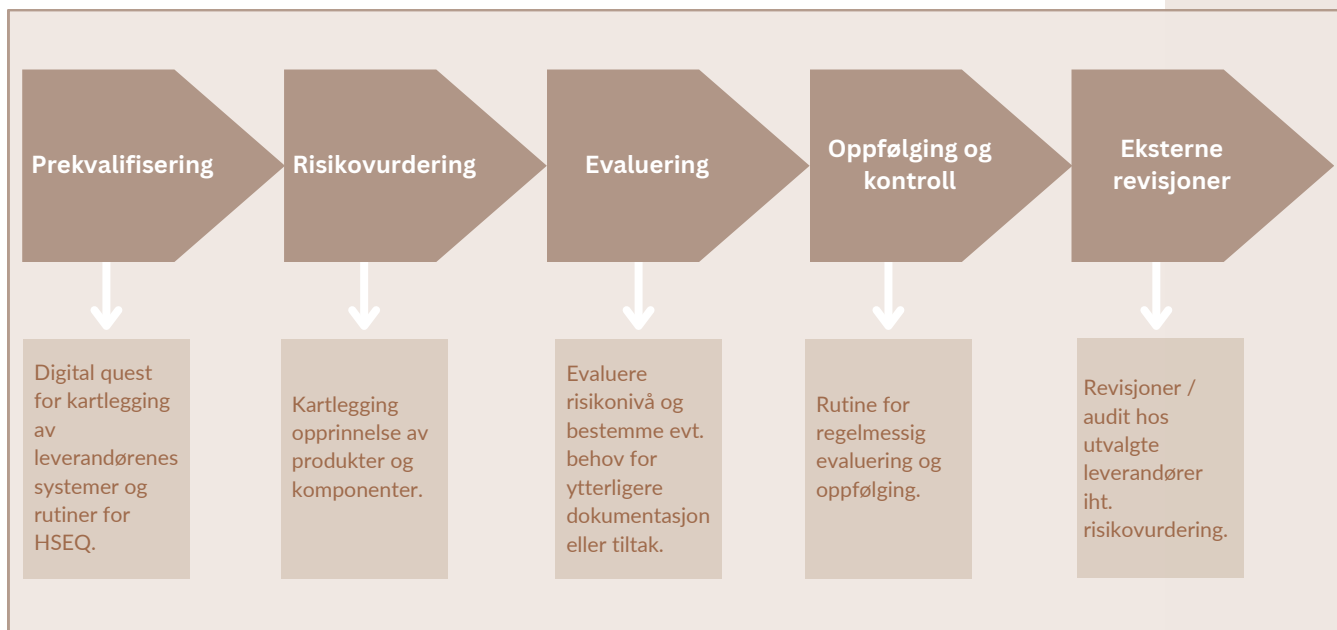 Prekvalifisering
Risikovurdering
Evaluering
Oppfølging og
kontroll
Eksterne
revisjoner
Digital quest
for kartlegging
av
leverandørenes
systemer og
rutiner for
HSEQ.
Kartlegging
opprinnelse av
produkter og
komponenter.
Evaluere
risikonivå og
bestemme evt.
behov for
ytterligere
dokumentasjon
eller tiltak.
Rutine for
regelmessig
evaluering og
oppfølging.
Revisjoner /
audit hos
utvalgte
leverandører
iht.
risikovurdering.